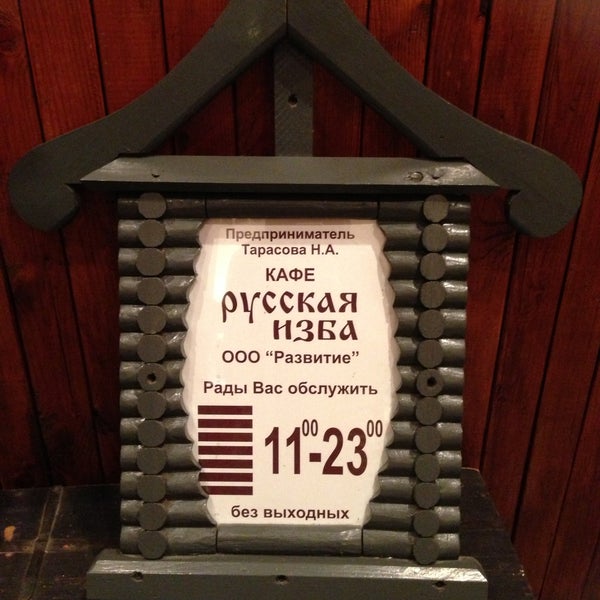 Предприниматель
Тарасова Н.А.
КАФЕ
русская
изба
ООО “Развитие”
Рады Вас обслужить
11⁰⁰-23⁰⁰
без выходных